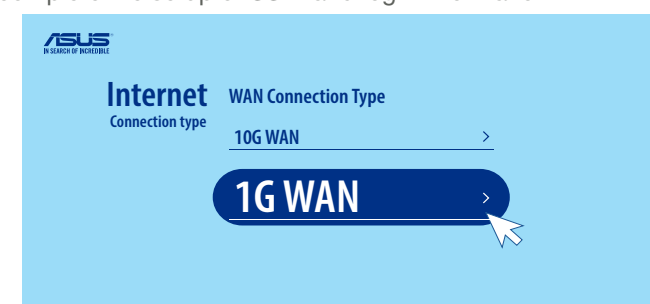 ASUS
IN SEARCH OF INCREDIBLE
Internet
Connection type
WAN Connection Type
10G WAN
1G WAN